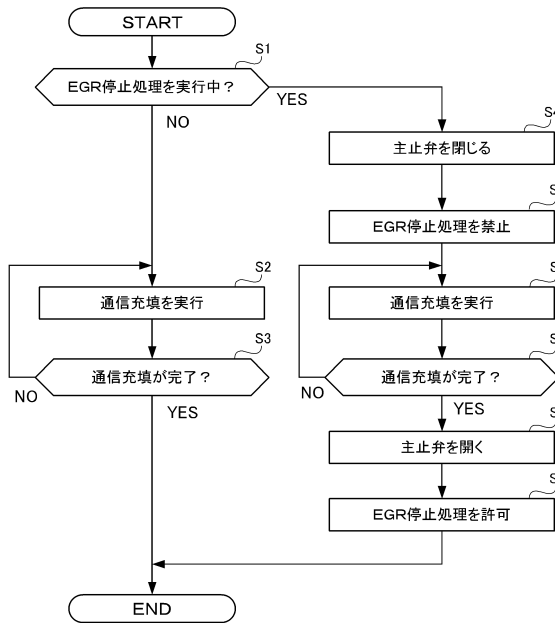 START
S1
EGR停止処理を実行中？
YES
NO
S4
主止弁を閉じる
S
EGR停止処理を禁止
S2
通信充填を実行
S
通信充填を実行
S3
通信充填が完了？
NO
YES
S
通信充填が完了？
NO
YES
S
主止弁を開く
S
EGR停止処理を許可
END